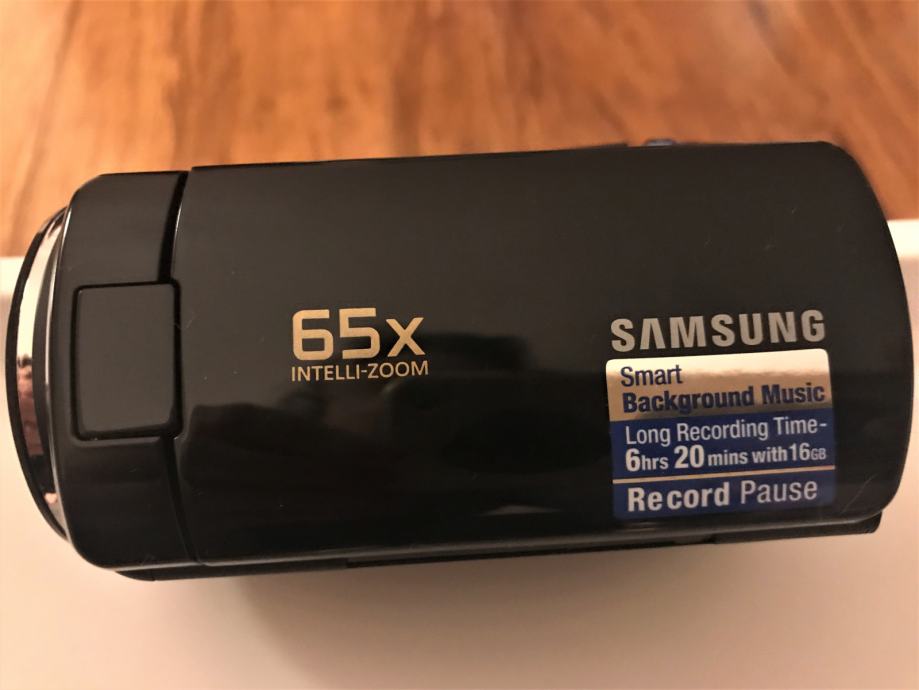 65x
INTELLI-ZOOM
SAMSUNG
Smart
Background Music
Long Recording Time-
6hrs 20 mins with 16GB
Record Pause